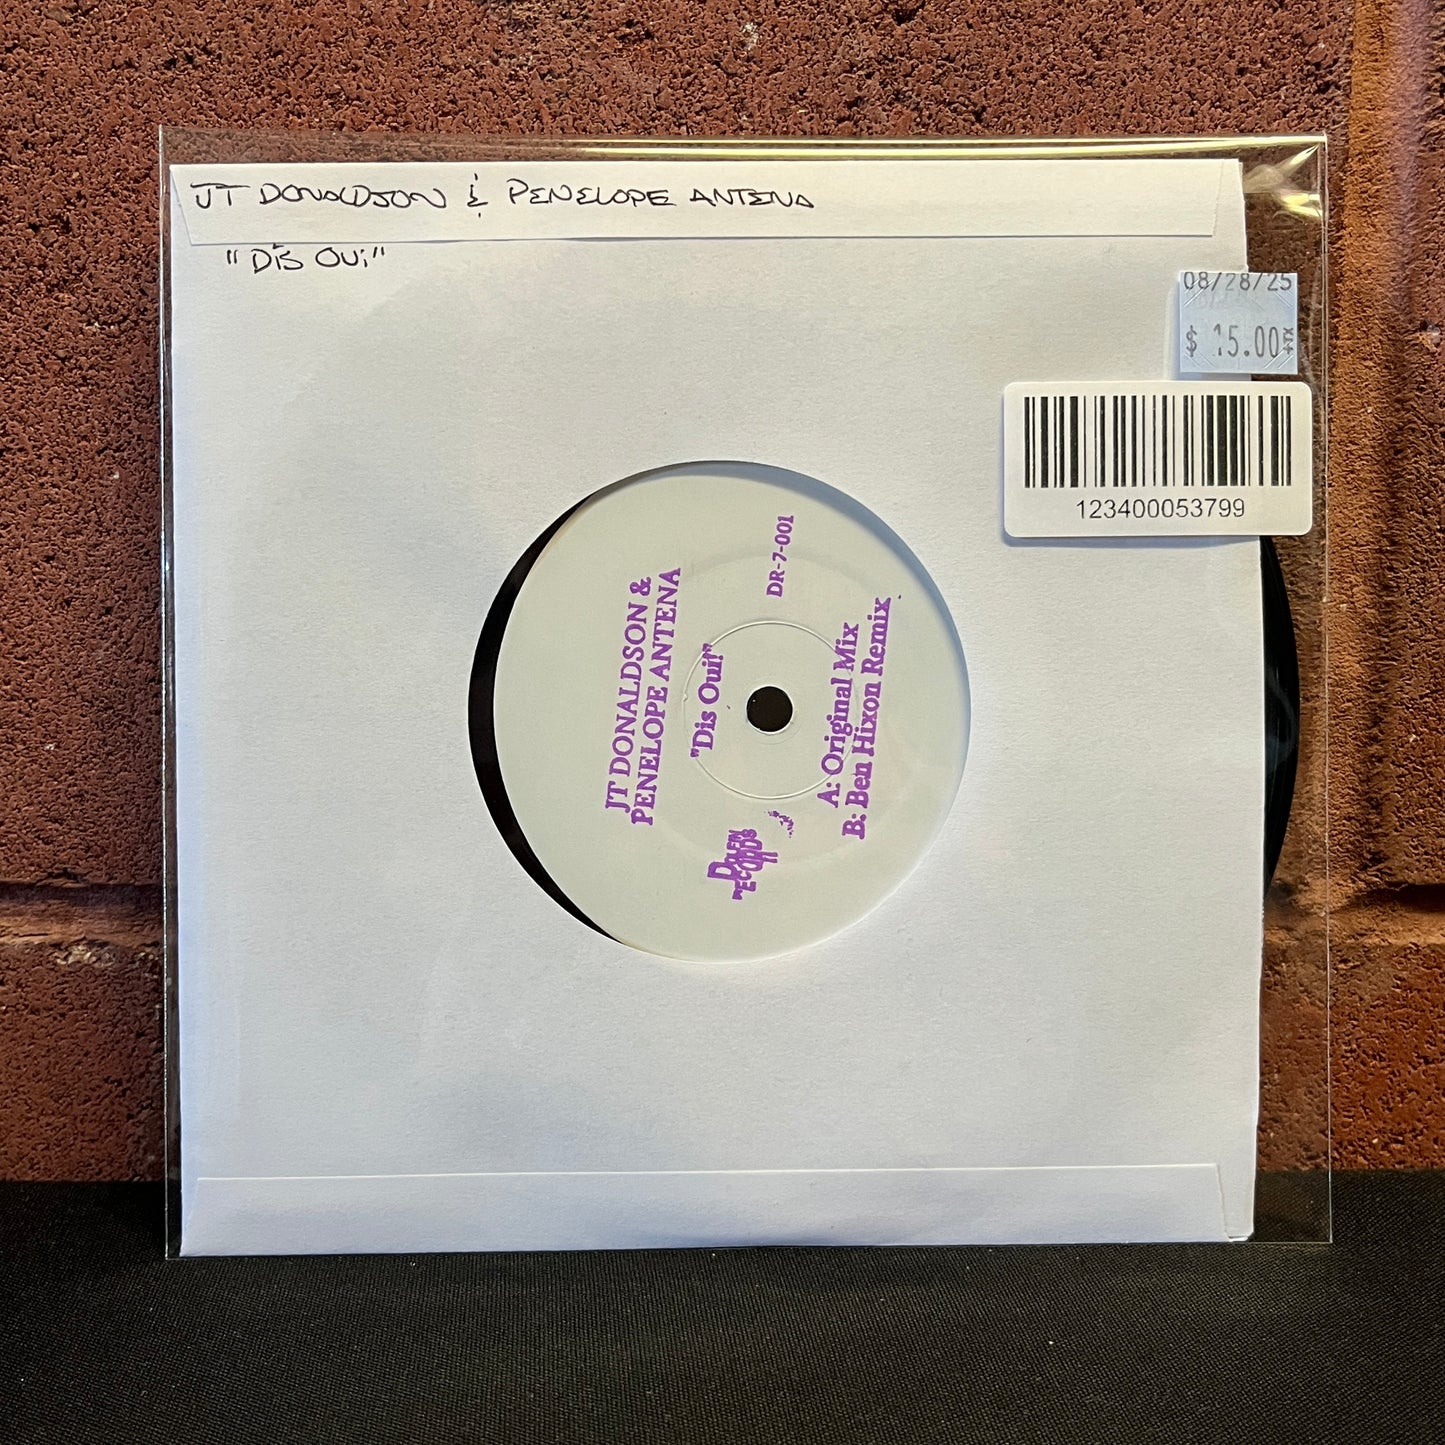 JT DONALDSON & PENELOPE ANTENA
"Dis Oui"
08/28/25
$ 15.00 +TX
123400053799
DR-7-001
JT DONALDSON &
PENELOPE ANTENA
"Dis Oui!"
A: Original Mix
B: Ben Hixon Remix